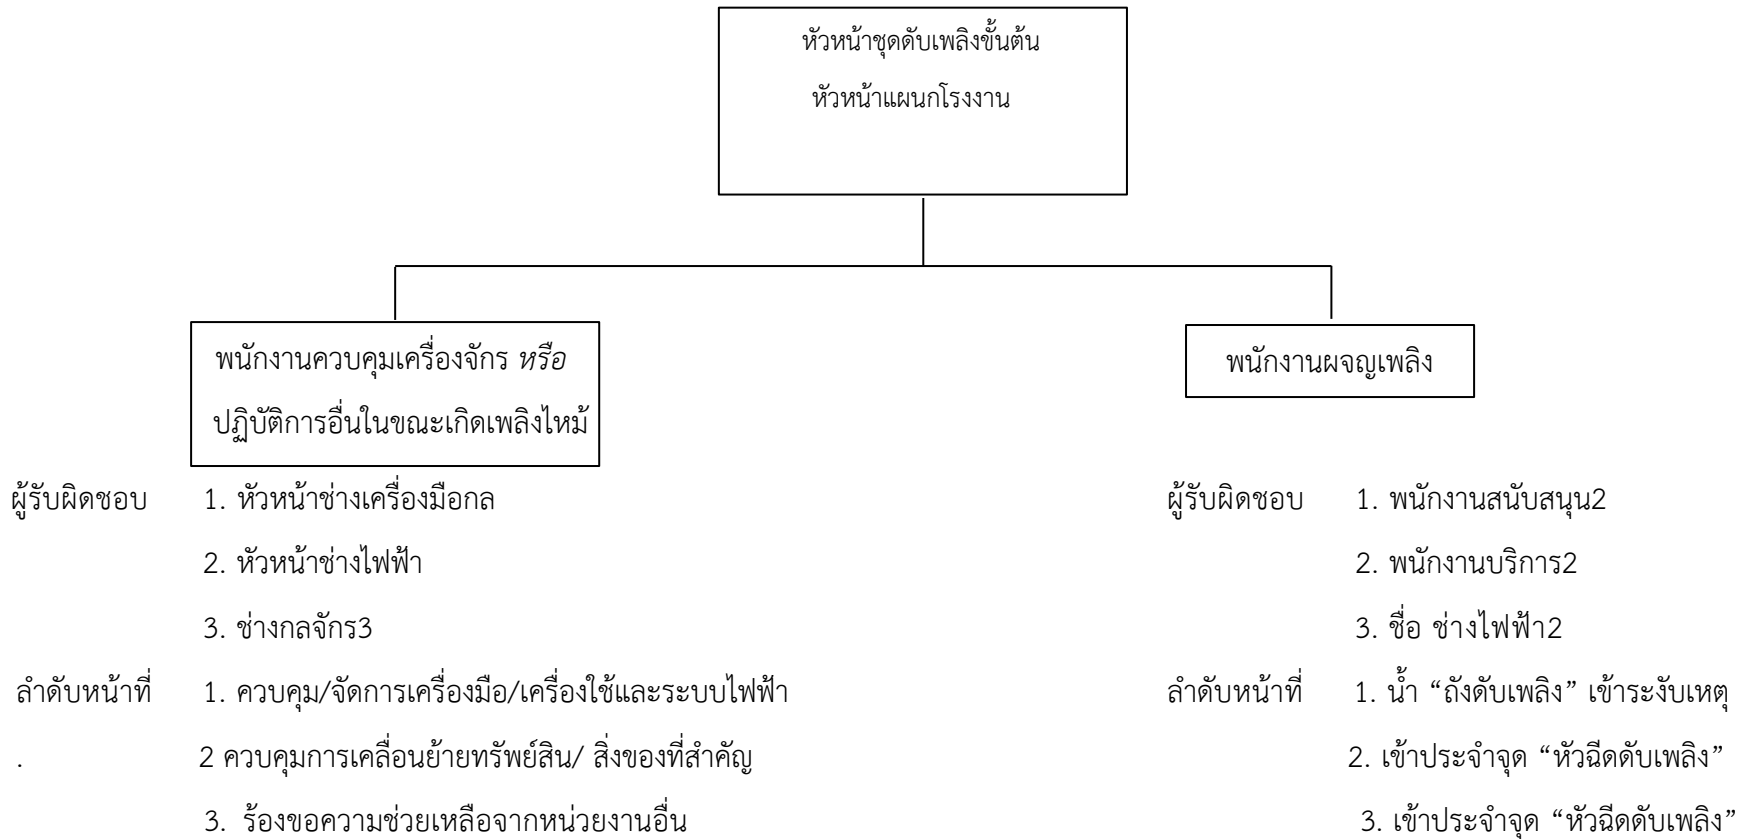 หัวหน้าชุดดับเพลิงขั้นต้น
หัวหน้าแผนกโรงงาน
พนักงานควบคุมเครื่องจักร หรือ
ปฏิบัติการอื่นในขณะเกิดเพลิงไหม้
พนักงานผจญเพลิง
ผู้รับผิดชอบ 1. หัวหน้าช่างเครื่องมือกล
2. หัวหน้าช่างไฟฟ้า
3. ช่างกลจักร3
ลำดับหน้าที่ 1. ควบคุม/จัดการเครื่องมือ/เครื่องใช้และระบบไฟฟ้า
. 2 ควบคุมการเคลื่อนย้ายทรัพย์สิน/ สิ่งของที่สำคัญ
3. ร้องขอความช่วยเหลือจากหน่วยงานอื่น
ผู้รับผิดชอบ 1. พนักงานสนับสนุน2
2. พนักงานบริการ2
3. ชื่อ ช่างไฟฟ้า2
ลำดับหน้าที่ 1. น้ำ “ถังดับเพลิง” เข้าระงับเหตุ
2. เข้าประจำจุด “หัวฉีดดับเพลิง”
3. เข้าประจำจุด “หัวฉีดดับเพลิง”